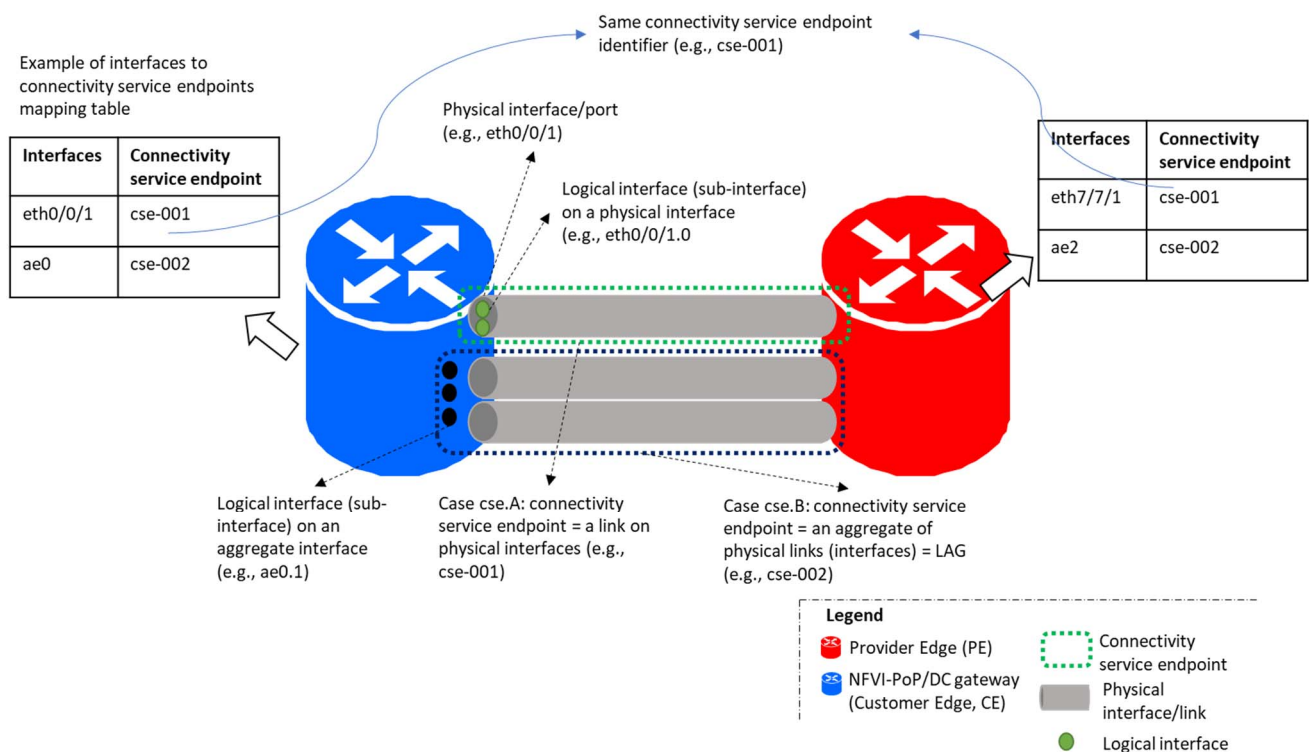 Same connectivity service endpoint
identifier (e.g., cse-001)
Example of interfaces to
connectivity service endpoints
mapping table
Interfaces Connectivity
service endpoint
eth0/0/1 cse-001
ae0 cse-002
Physical interface/port
(e.g., eth0/0/1)
Logical interface (sub-interface)
on a physical interface
(e.g., eth0/0/1.0
Interfaces Connectivity
service endpoint
eth7/7/1 cse-001
ae2 cse-002
Logical interface (sub-
interface) on an
aggregate interface
(e.g., ae0.1)
Case cse.A: connectivity
service endpoint = a link on
physical interfaces (e.g.,
cse-001)
Case cse.B: connectivity service
endpoint = an aggregate of
physical links (interfaces) = LAG
(e.g., cse-002)
Legend
Provider Edge (PE)
NFVI-PoP/DC gateway
(Customer Edge, CE)
Connectivity
service endpoint
Physical
interface/link
Logical interface